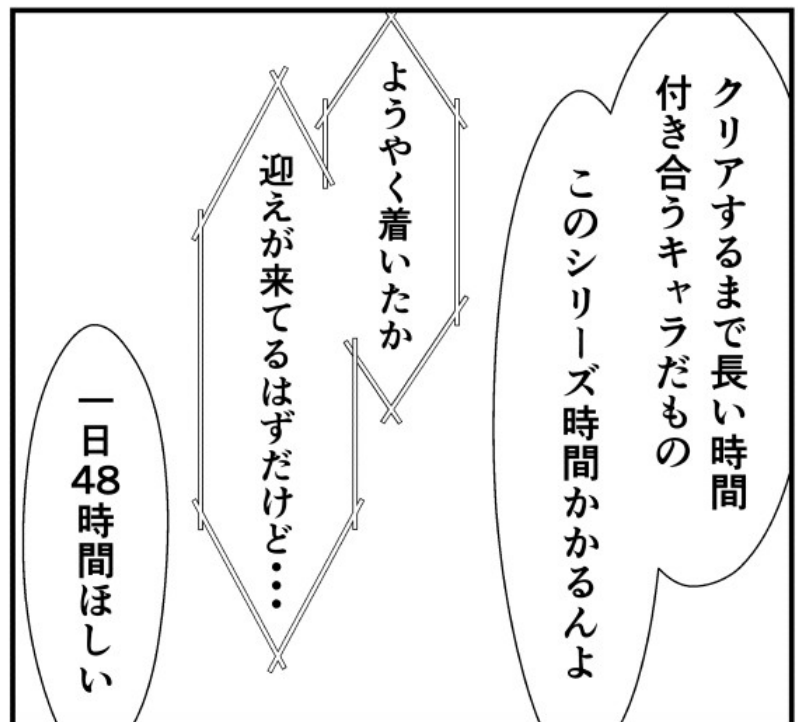 クリアするまで長い時間
付き合うキャラだもの
このシリーズ時間かかるんよ
ようやく着いたか
迎えが来てるはずだけど・・・
一日48時間ほしい